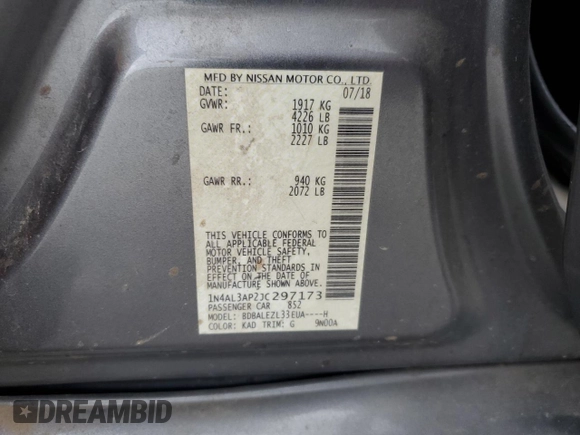 MFD BY NISSAN MOTOR CO., LTD.
DATE: 07/18
GVWR: 1917 KG
4226 LB
GAWR FR.: 1010 KG
2227 LB
GAWR RR.: 940 KG
2072 LB
THIS VEHICLE CONFORMS TO
ALL APPLICABLE FEDERAL
MOTOR VEHICLE SAFETY,
BUMPER, AND THEFT
PREVENTION STANDARDS IN
EFFECT ON THE DATE OF
MANUFACTURE SHOWN ABOVE.
1N4AL3AP2JC297173
PASSENGER CAR 852
MODEL: BDBALEZL33EUA----H
COLOR: KAD TRIM: G 9N00A
DREAMBID